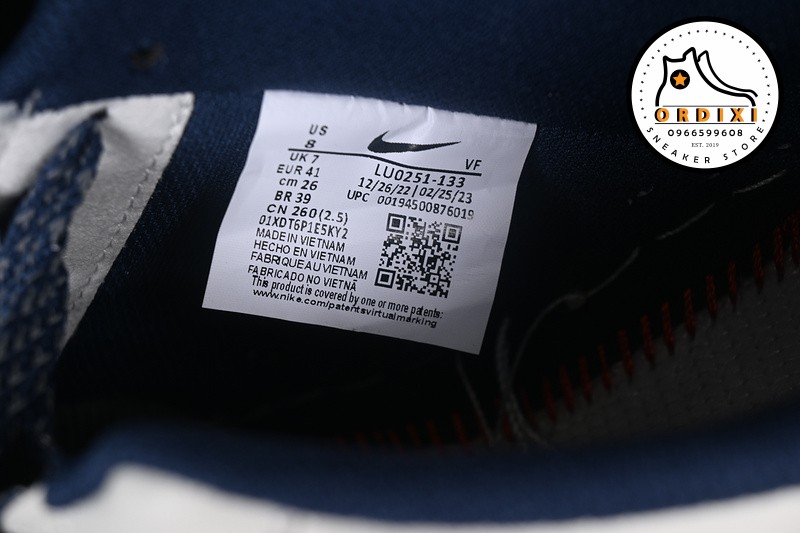 US
8
UK 7
EUR 41
cm 26
BR 39
CN 260(2.5)
01XDT6P1E5KY2
MADE IN VIETNAM
HECHO EN VIETNAM
FABRIQUE AU VIETNAM
FABRICADO NO VIETNÃ
This product is covered by one or more patents:
www.nike.com/patentsvirtualmarking
VF
LU0251-133
12/26/22 | 02/25/23
UPC 00194500876019
ORDIXI
0966599608
EST. 2019
SNEAKER STORE